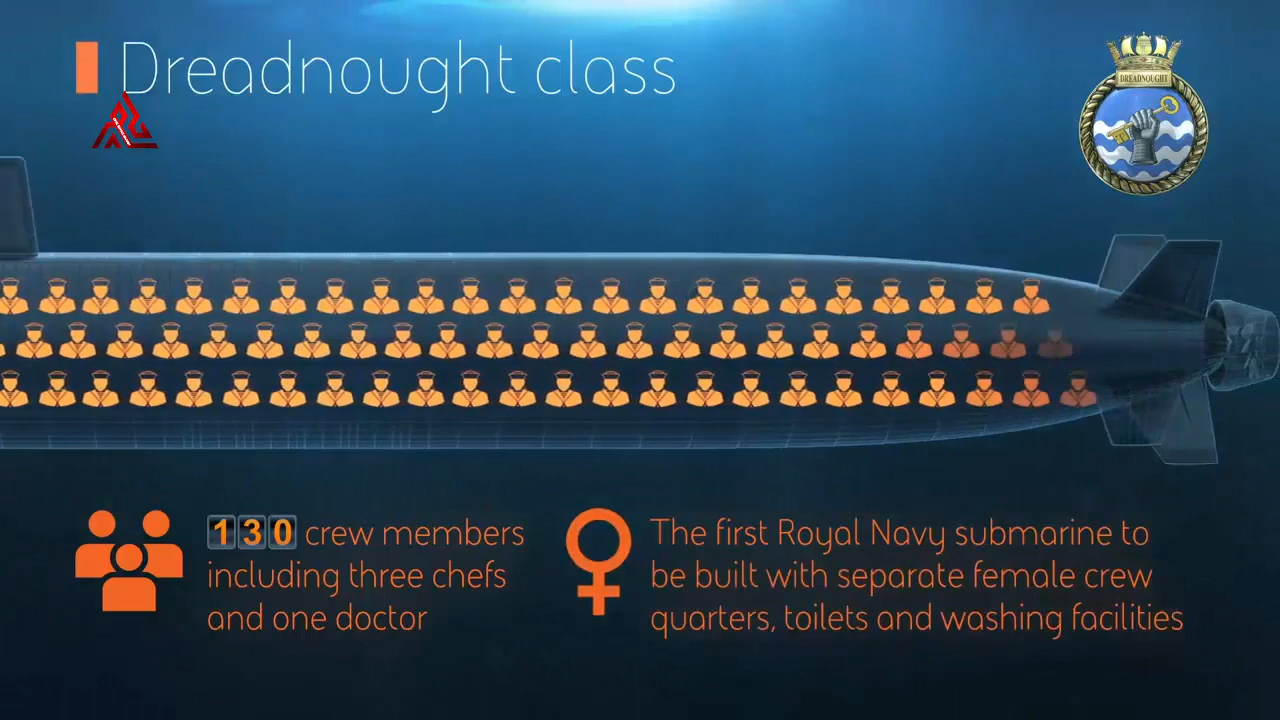 Dreadnought class
DREADNOUGHT
130 crew members
including three chefs
and one doctor
The first Royal Navy submarine to
be built with separate female crew
quarters, toilets and washing facilities